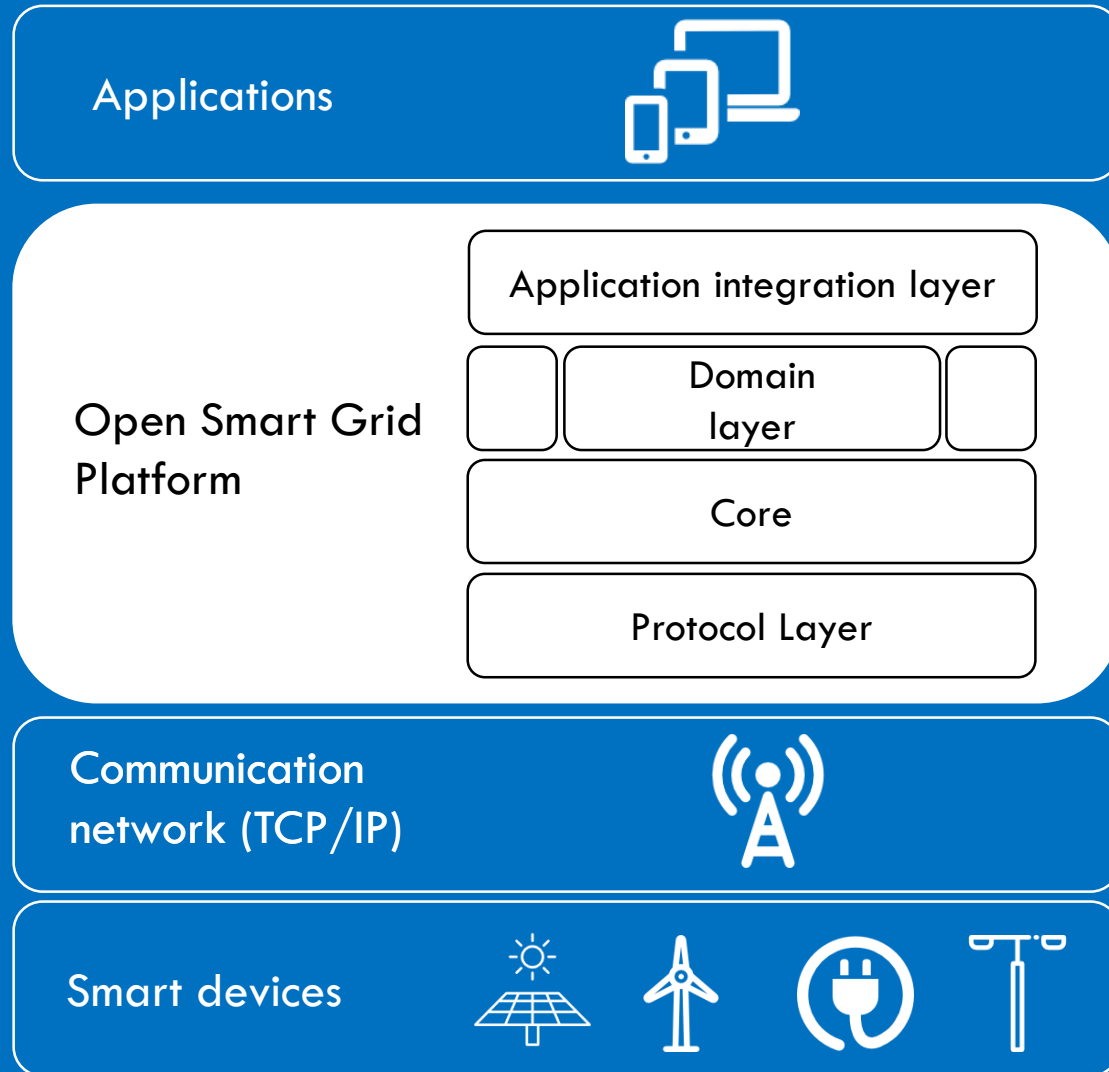 Applications
Application integration layer
Open Smart Grid
Platform
Domain
layer
Core
Protocol Layer
Communication
network (TCP/IP)
Smart devices